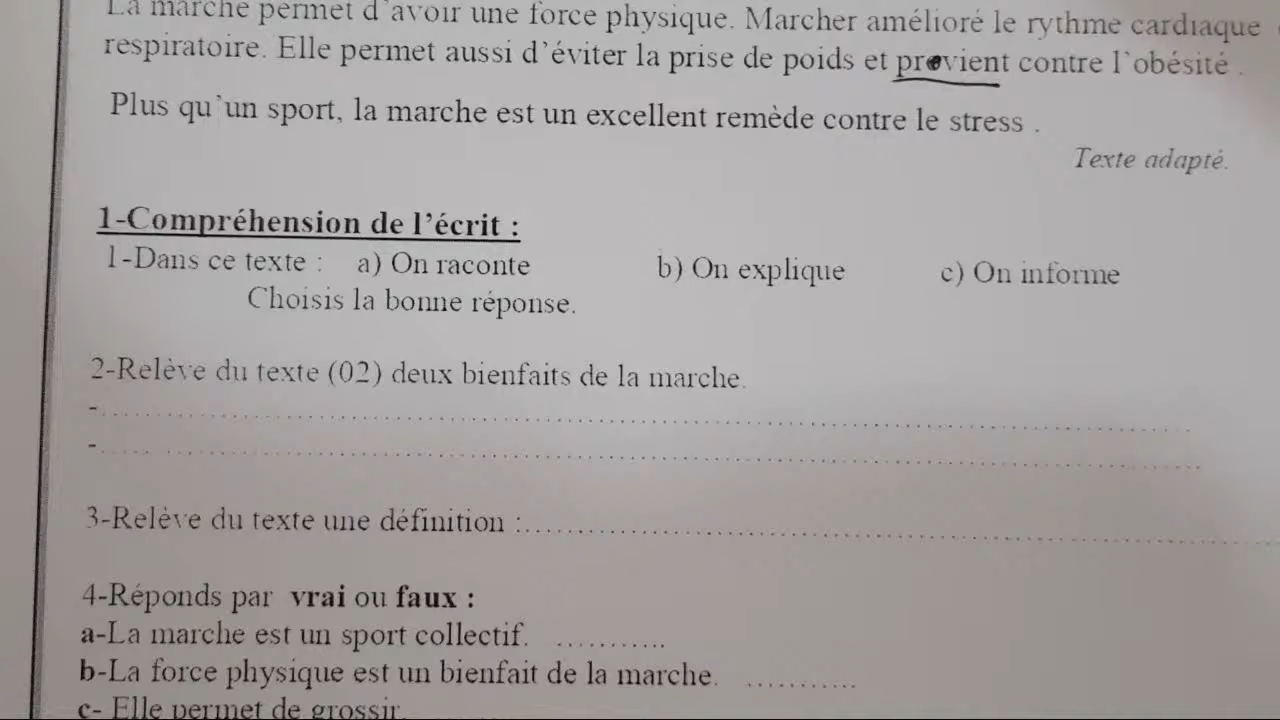 La marche permet d'avoir une force physique. Marcher amélioré le rythme cardiaque
respiratoire. Elle permet aussi d'éviter la prise de poids et prévient contre l'obésité .
Plus qu'un sport, la marche est un excellent remède contre le stress .
Texte adapté.
1-Compréhension de l'écrit :
1-Dans ce texte : a) On raconte b) On explique c) On informe
Choisis la bonne réponse.
2-Relève du texte (02) deux bienfaits de la marche.
-....................
-....................
3-Relève du texte une définition :....................
4-Réponds par vrai ou faux :
a-La marche est un sport collectif. ...........
b-La force physique est un bienfait de la marche. ...........
c- Elle permet de grossir.